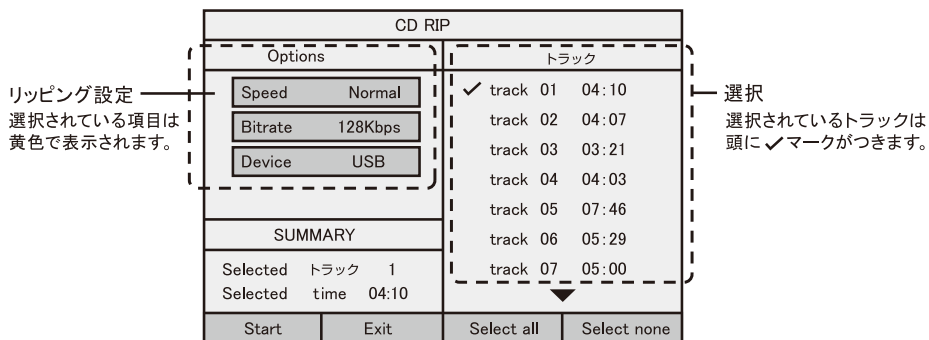 CD RIP
Options
Speed Normal
Bitrate 128Kbps
Device USB
SUMMARY
Selected トラック 1
Selected time 04:10
トラック
✓ track 01 04:10
track 02 04:07
track 03 03:21
track 04 04:03
track 05 07:46
track 06 05:29
track 07 05:00
Start Exit Select all Select none
リッピング設定
選択されている項目は
黄色で表示されます。
選択
選択されているトラックは
頭に✓マークがつきます。